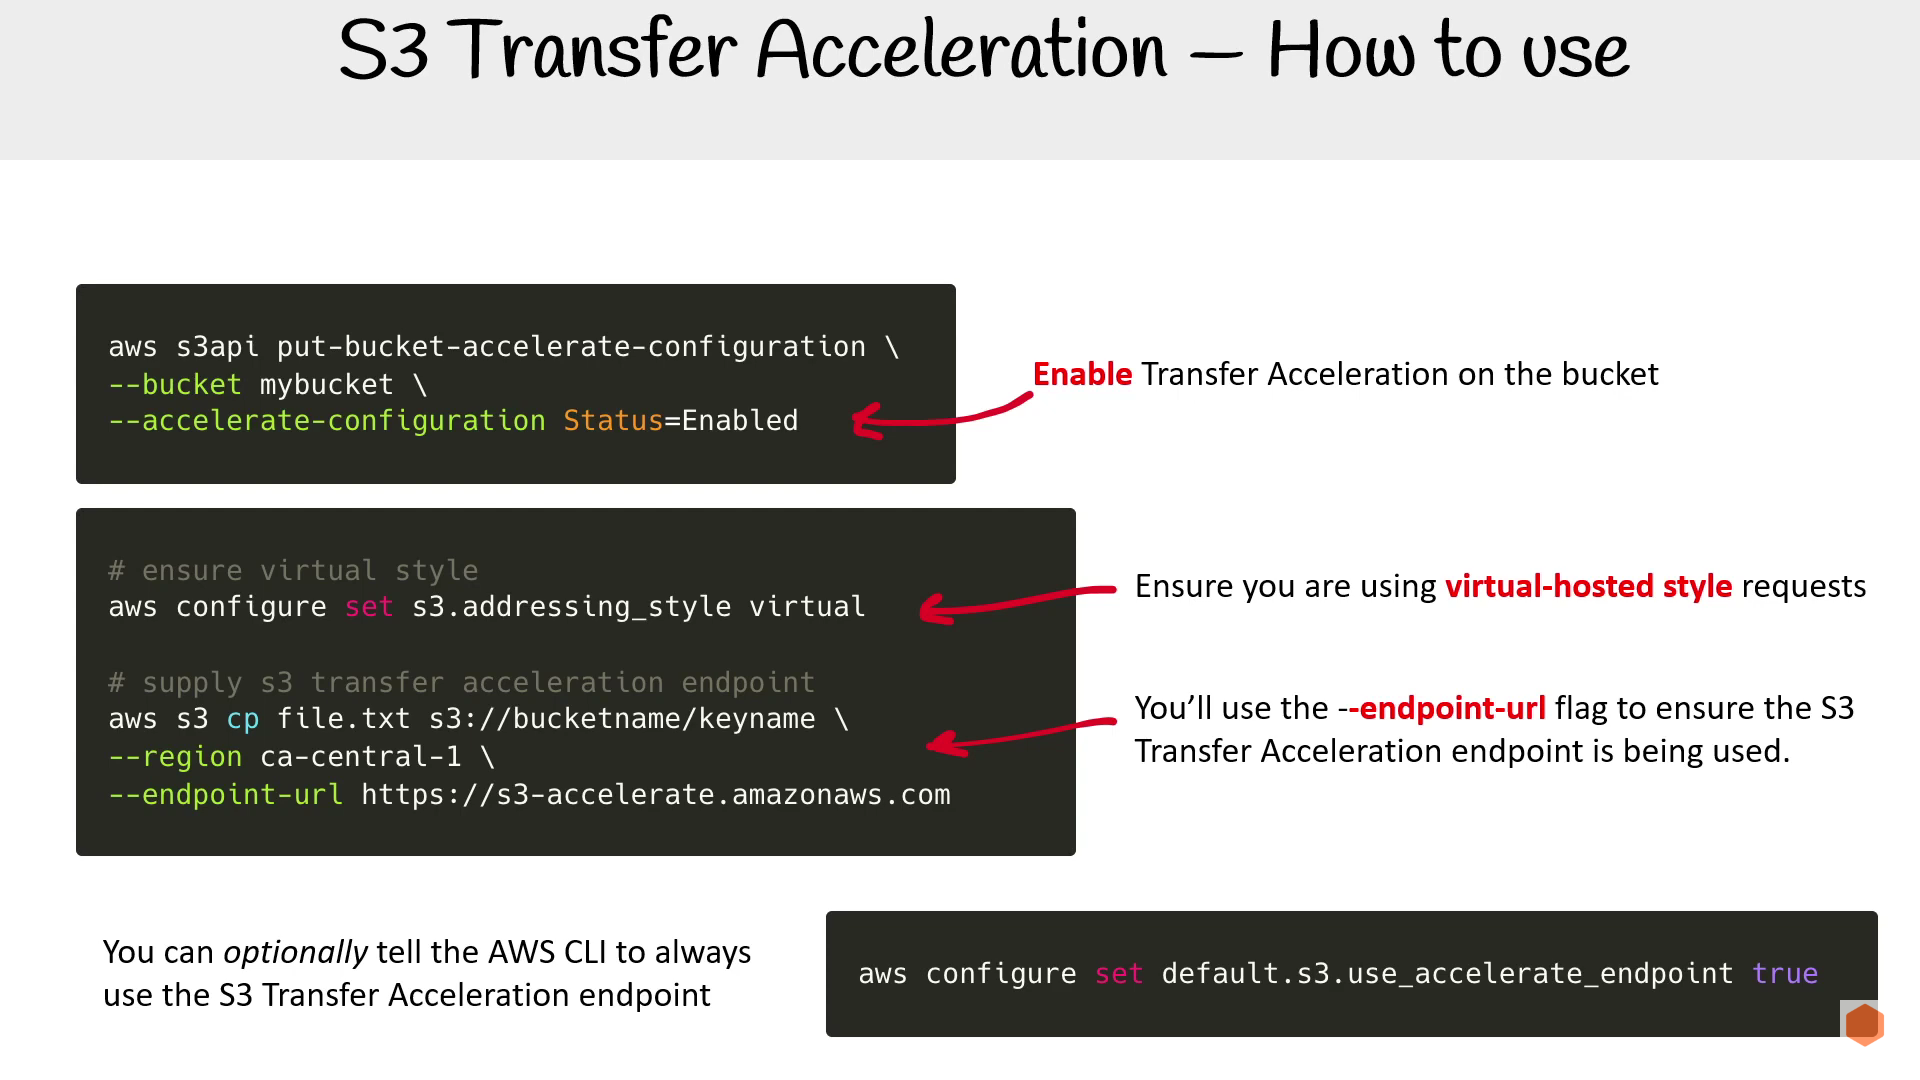 S3 Transfer Acceleration – How to use
aws s3api put-bucket-accelerate-configuration \
--bucket mybucket \
--accelerate-configuration Status=Enabled
Enable Transfer Acceleration on the bucket
# ensure virtual style
aws configure set s3.addressing_style virtual
Ensure you are using virtual-hosted style requests
# supply s3 transfer acceleration endpoint
aws s3 cp file.txt s3://bucketname/keyname \
--region ca-central-1 \
--endpoint-url https://s3-accelerate.amazonaws.com
You’ll use the --endpoint-url flag to ensure the S3
Transfer Acceleration endpoint is being used.
You can optionally tell the AWS CLI to always
use the S3 Transfer Acceleration endpoint
aws configure set default.s3.use_accelerate_endpoint true